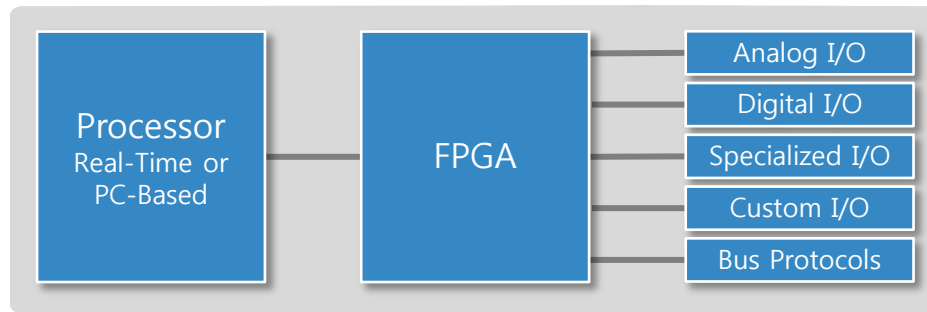 Processor
Real-Time or
PC-Based
FPGA
Analog I/O
Digital I/O
Specialized I/O
Custom I/O
Bus Protocols